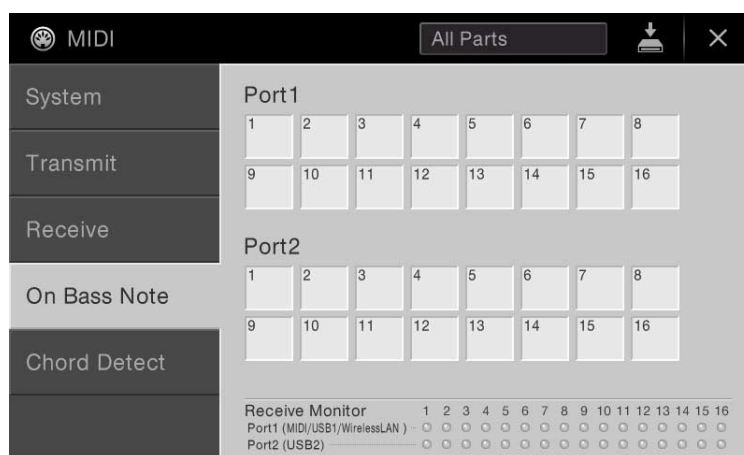 MIDI
All Parts
System
Transmit
Receive
On Bass Note
Chord Detect
Port1
1 2 3 4 5 6 7 8
9 10 11 12 13 14 15 16
Port2
1 2 3 4 5 6 7 8
9 10 11 12 13 14 15 16
Receive Monitor 1 2 3 4 5 6 7 8 9 10 11 12 13 14 15 16
Port1 (MIDI/USB1/WirelessLAN )
Port2 (USB2)